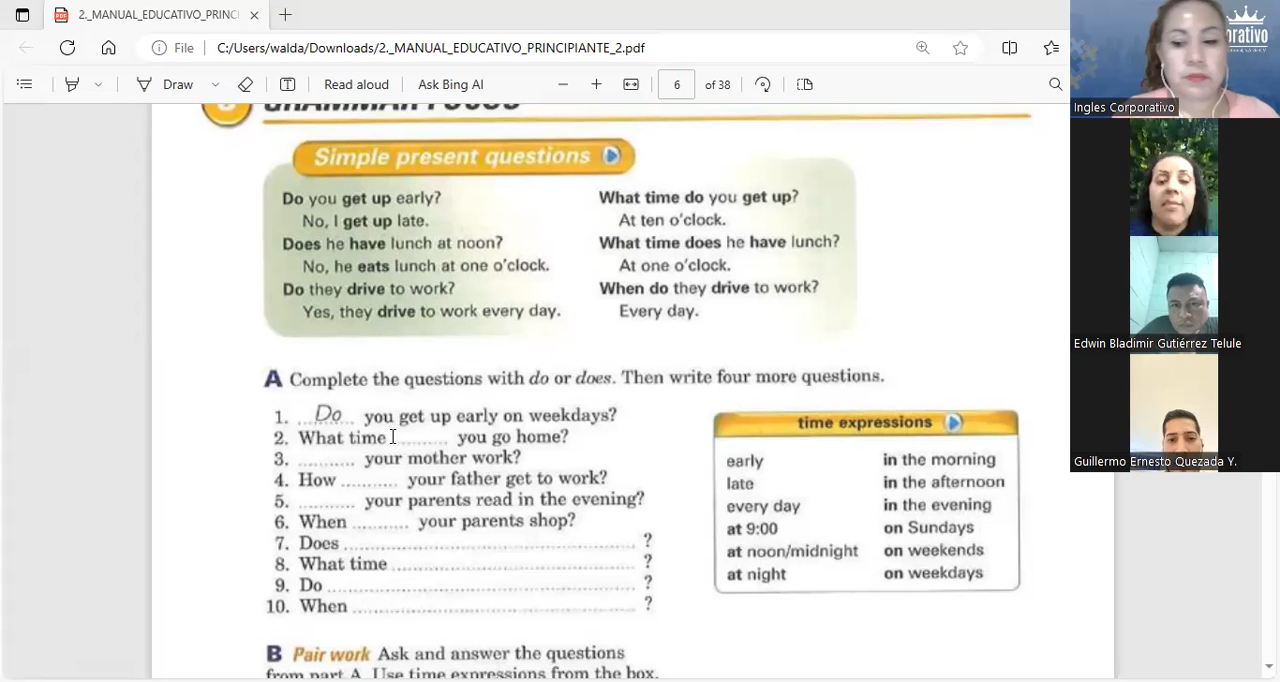 2._MANUAL_EDUCATIVO_PRINCI
File C:/Users/walda/Downloads/2._MANUAL_EDUCATIVO_PRINCIPIANTE_2.pdf
Draw Read aloud Ask Bing AI 6 of 38
GRAMMAR FOCUS
Simple present questions
Do you get up early?
No, I get up late.
Does he have lunch at noon?
No, he eats lunch at one o'clock.
Do they drive to work?
Yes, they drive to work every day.
What time do you get up?
At ten o'clock.
What time does he have lunch?
At one o'clock.
When do they drive to work?
Every day.
A Complete the questions with do or does. Then write four more questions.
1. Do you get up early on weekdays?
2. What time ........ you go home?
3. ........ your mother work?
4. How ........ your father get to work?
5. ........ your parents read in the evening?
6. When ........ your parents shop?
7. Does ........ ?
8. What time ........ ?
9. Do ........ ?
10. When ........ ?
time expressions
early in the morning
late in the afternoon
every day in the evening
at 9:00 on Sundays
at noon/midnight on weekends
at night on weekdays
B Pair work Ask and answer the questions
from part A. Use time expressions from the box.
rporativo
Ingles Corporativo
Edwin Bladimir Gutiérrez Telule
Guillermo Ernesto Quezada Y.